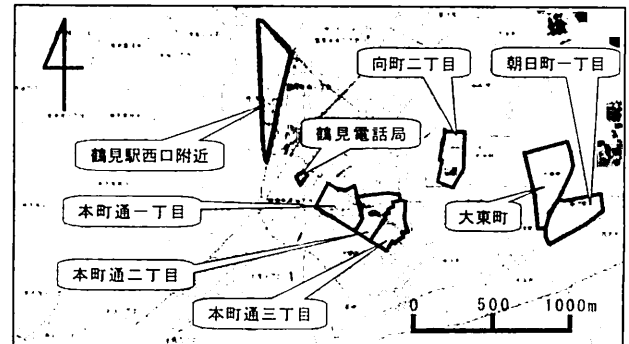 向町二丁目
朝日町一丁目
鶴見電話局
鶴見駅西口附近
本町通一丁目
大東町
本町通二丁目
本町通三丁目
0 500 1000m